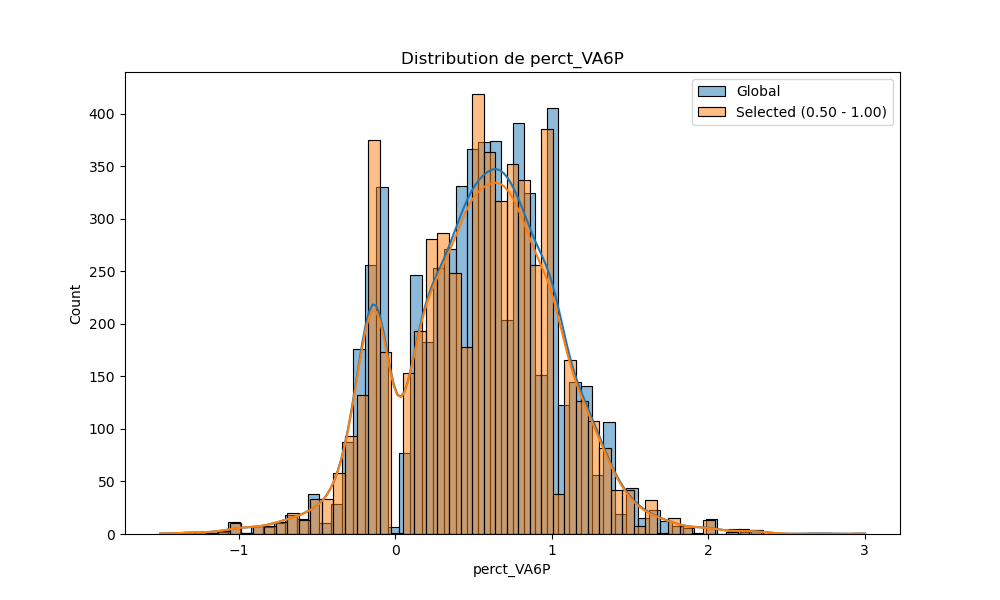 Distribution de perct_VA6P
Global
Selected (0.50 - 1.00)
400
350
300
250
200
150
100
50
0
Count
−1
0
1
2
3
perct_VA6P